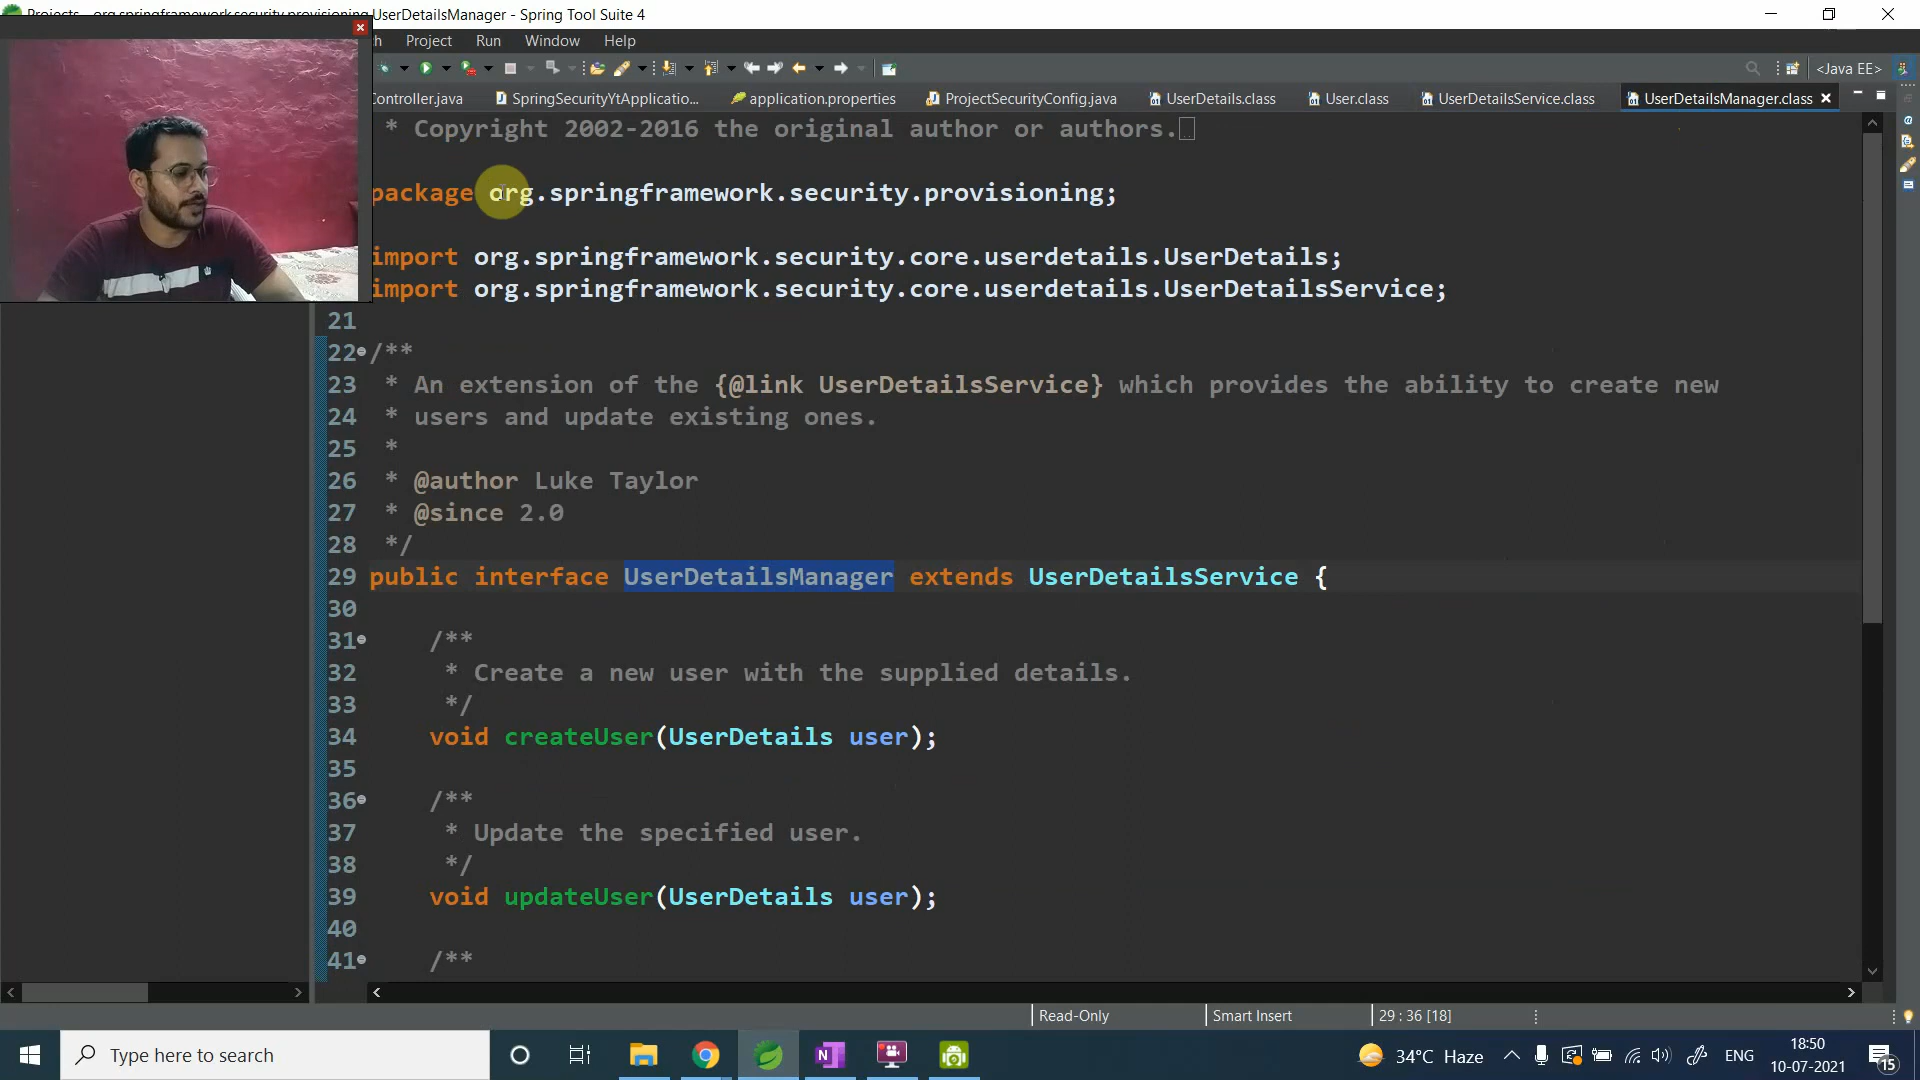 Projects - org.springframework.security.provisioning.UserDetailsManager - Spring Tool Suite 4
Project Run Window Help
<Java EE>
Controller.java SpringSecurityYtApplicatio... application.properties ProjectSecurityConfig.java UserDetails.class User.class UserDetailsService.class UserDetailsManager.class
* Copyright 2002-2016 the original author or authors.
package org.springframework.security.provisioning;
import org.springframework.security.core.userdetails.UserDetails;
import org.springframework.security.core.userdetails.UserDetailsService;
21
22 /**
23 * An extension of the {@link UserDetailsService} which provides the ability to create new
24 * users and update existing ones.
25 *
26 * @author Luke Taylor
27 * @since 2.0
28 */
29 public interface UserDetailsManager extends UserDetailsService {
30
31 /**
32 * Create a new user with the supplied details.
33 */
34 void createUser(UserDetails user);
35
36 /**
37 * Update the specified user.
38 */
39 void updateUser(UserDetails user);
40
41 /**
Read-Only Smart Insert 29 : 36 [18]
Type here to search
34°C Haze ENG 18:50
10-07-2021
15